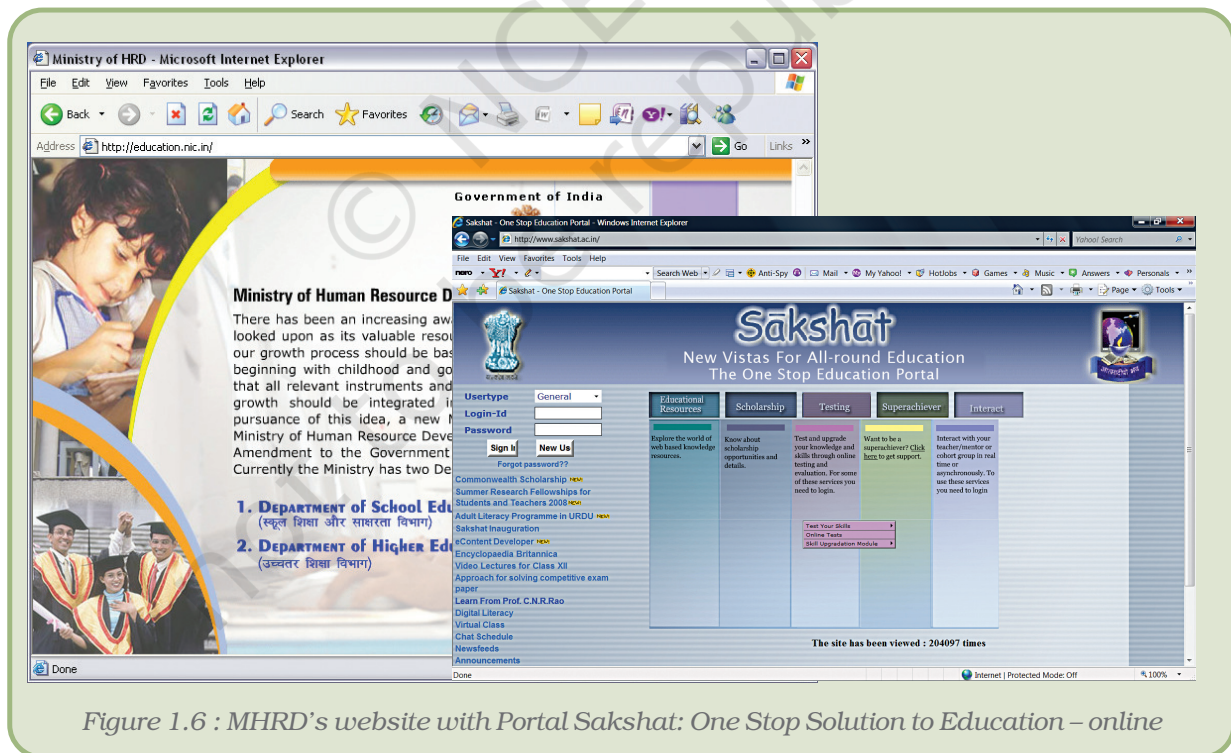 © NCE
republ
Ministry of HRD - Microsoft Internet Explorer
File Edit View Favorites Tools Help
Back Search Favorites
Address http://education.nic.in/ Go Links »
Government of India
Ministry of Human Resource D
There has been an increasing awa
looked upon as its valuable resou
our growth process should be bas
beginning with childhood and go
that all relevant instruments and
growth should be integrated i
pursuance of this idea, a new M
Ministry of Human Resource Deve
Amendment to the Government
Currently the Ministry has two De
1. DEPARTMENT of School Edu
(स्कूल शिक्षा और साक्षरता विभाग)
2. DEPARTMENT of Higher Ed
(उच्चतर शिक्षा विभाग)
Done
Sakshat - One Stop Education Portal - Windows Internet Explorer
http://www.sakshat.ac.in/ Yahoo! Search
File Edit View Favorites Tools Help
nero Y! Search Web Anti-Spy Mail My Yahoo! HotJobs Games Music Answers Personals »
Sakshat - One Stop Education Portal Page Tools »
Sākshāt
New Vistas For All-round Education
The One Stop Education Portal
Usertype General
Login-Id
Password
Sign In New Us
Forgot password??
Commonwealth Scholarship NEW
Summer Research Fellowships for
Students and Teachers 2008 NEW
Adult Literacy Programme in URDU NEW
Sakshat Inauguration
eContent Developer NEW
Encyclopaedia Britannica
Video Lectures for Class XII
Approach for solving competitive exam
paper
Learn From Prof. C.N.R.Rao
Digital Literacy
Virtual Class
Chat Schedule
Newsfeeds
Announcements
Educational
Resources
Scholarship
Testing
Superachiever
Interact
Explore the world of
web based knowledge
resources.
Know about
scholarship
opportunities and
details.
Test and upgrade
your knowledge and
skills through online
testing and
evaluation. For some
of these services you
need to login.
Want to be a
superachiever? Click
here to get support.
Interact with your
teacher/mentor or
cohort group in real
time or
asynchronously. To
use these services
you need to login
Test Your Skills
Online Tests
Skill Upgradation Module
The site has been viewed : 204097 times
Done Internet | Protected Mode: Off 100%
Figure 1.6 : MHRD's website with Portal Sakshat: One Stop Solution to Education – online